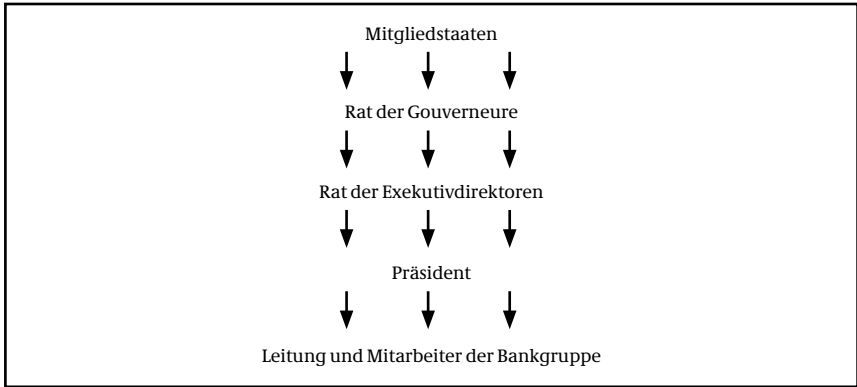 Mitgliedstaaten
Rat der Gouverneure
Rat der Exekutivdirektoren
Präsident
Leitung und Mitarbeiter der Bankgruppe